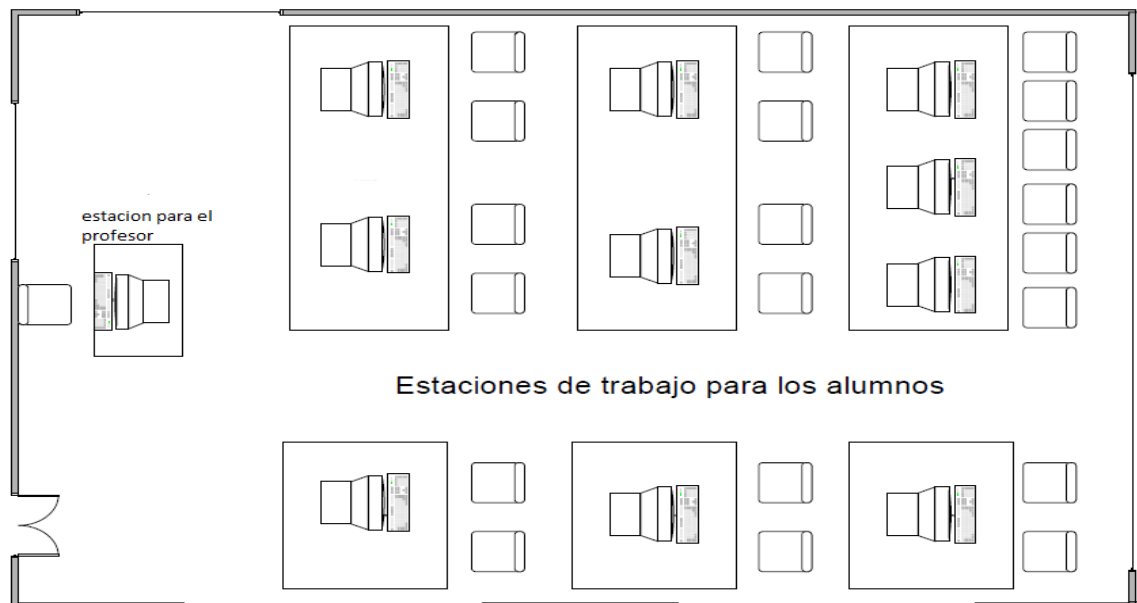 estacion para el
profesor
Estaciones de trabajo para los alumnos